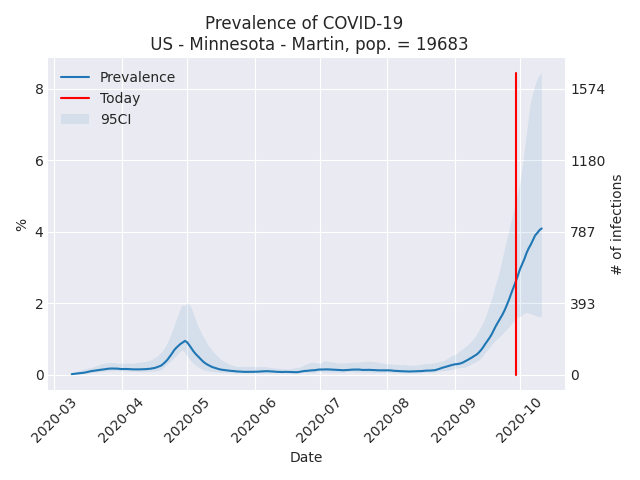 Prevalence of COVID-19
US - Minnesota - Martin, pop. = 19683
Prevalence
Today
95CI
8
6
4
2
0
%
1574
1180
787
393
0
# of infections
2020-03
2020-04
2020-05
2020-06
2020-07
2020-08
2020-09
2020-10
Date